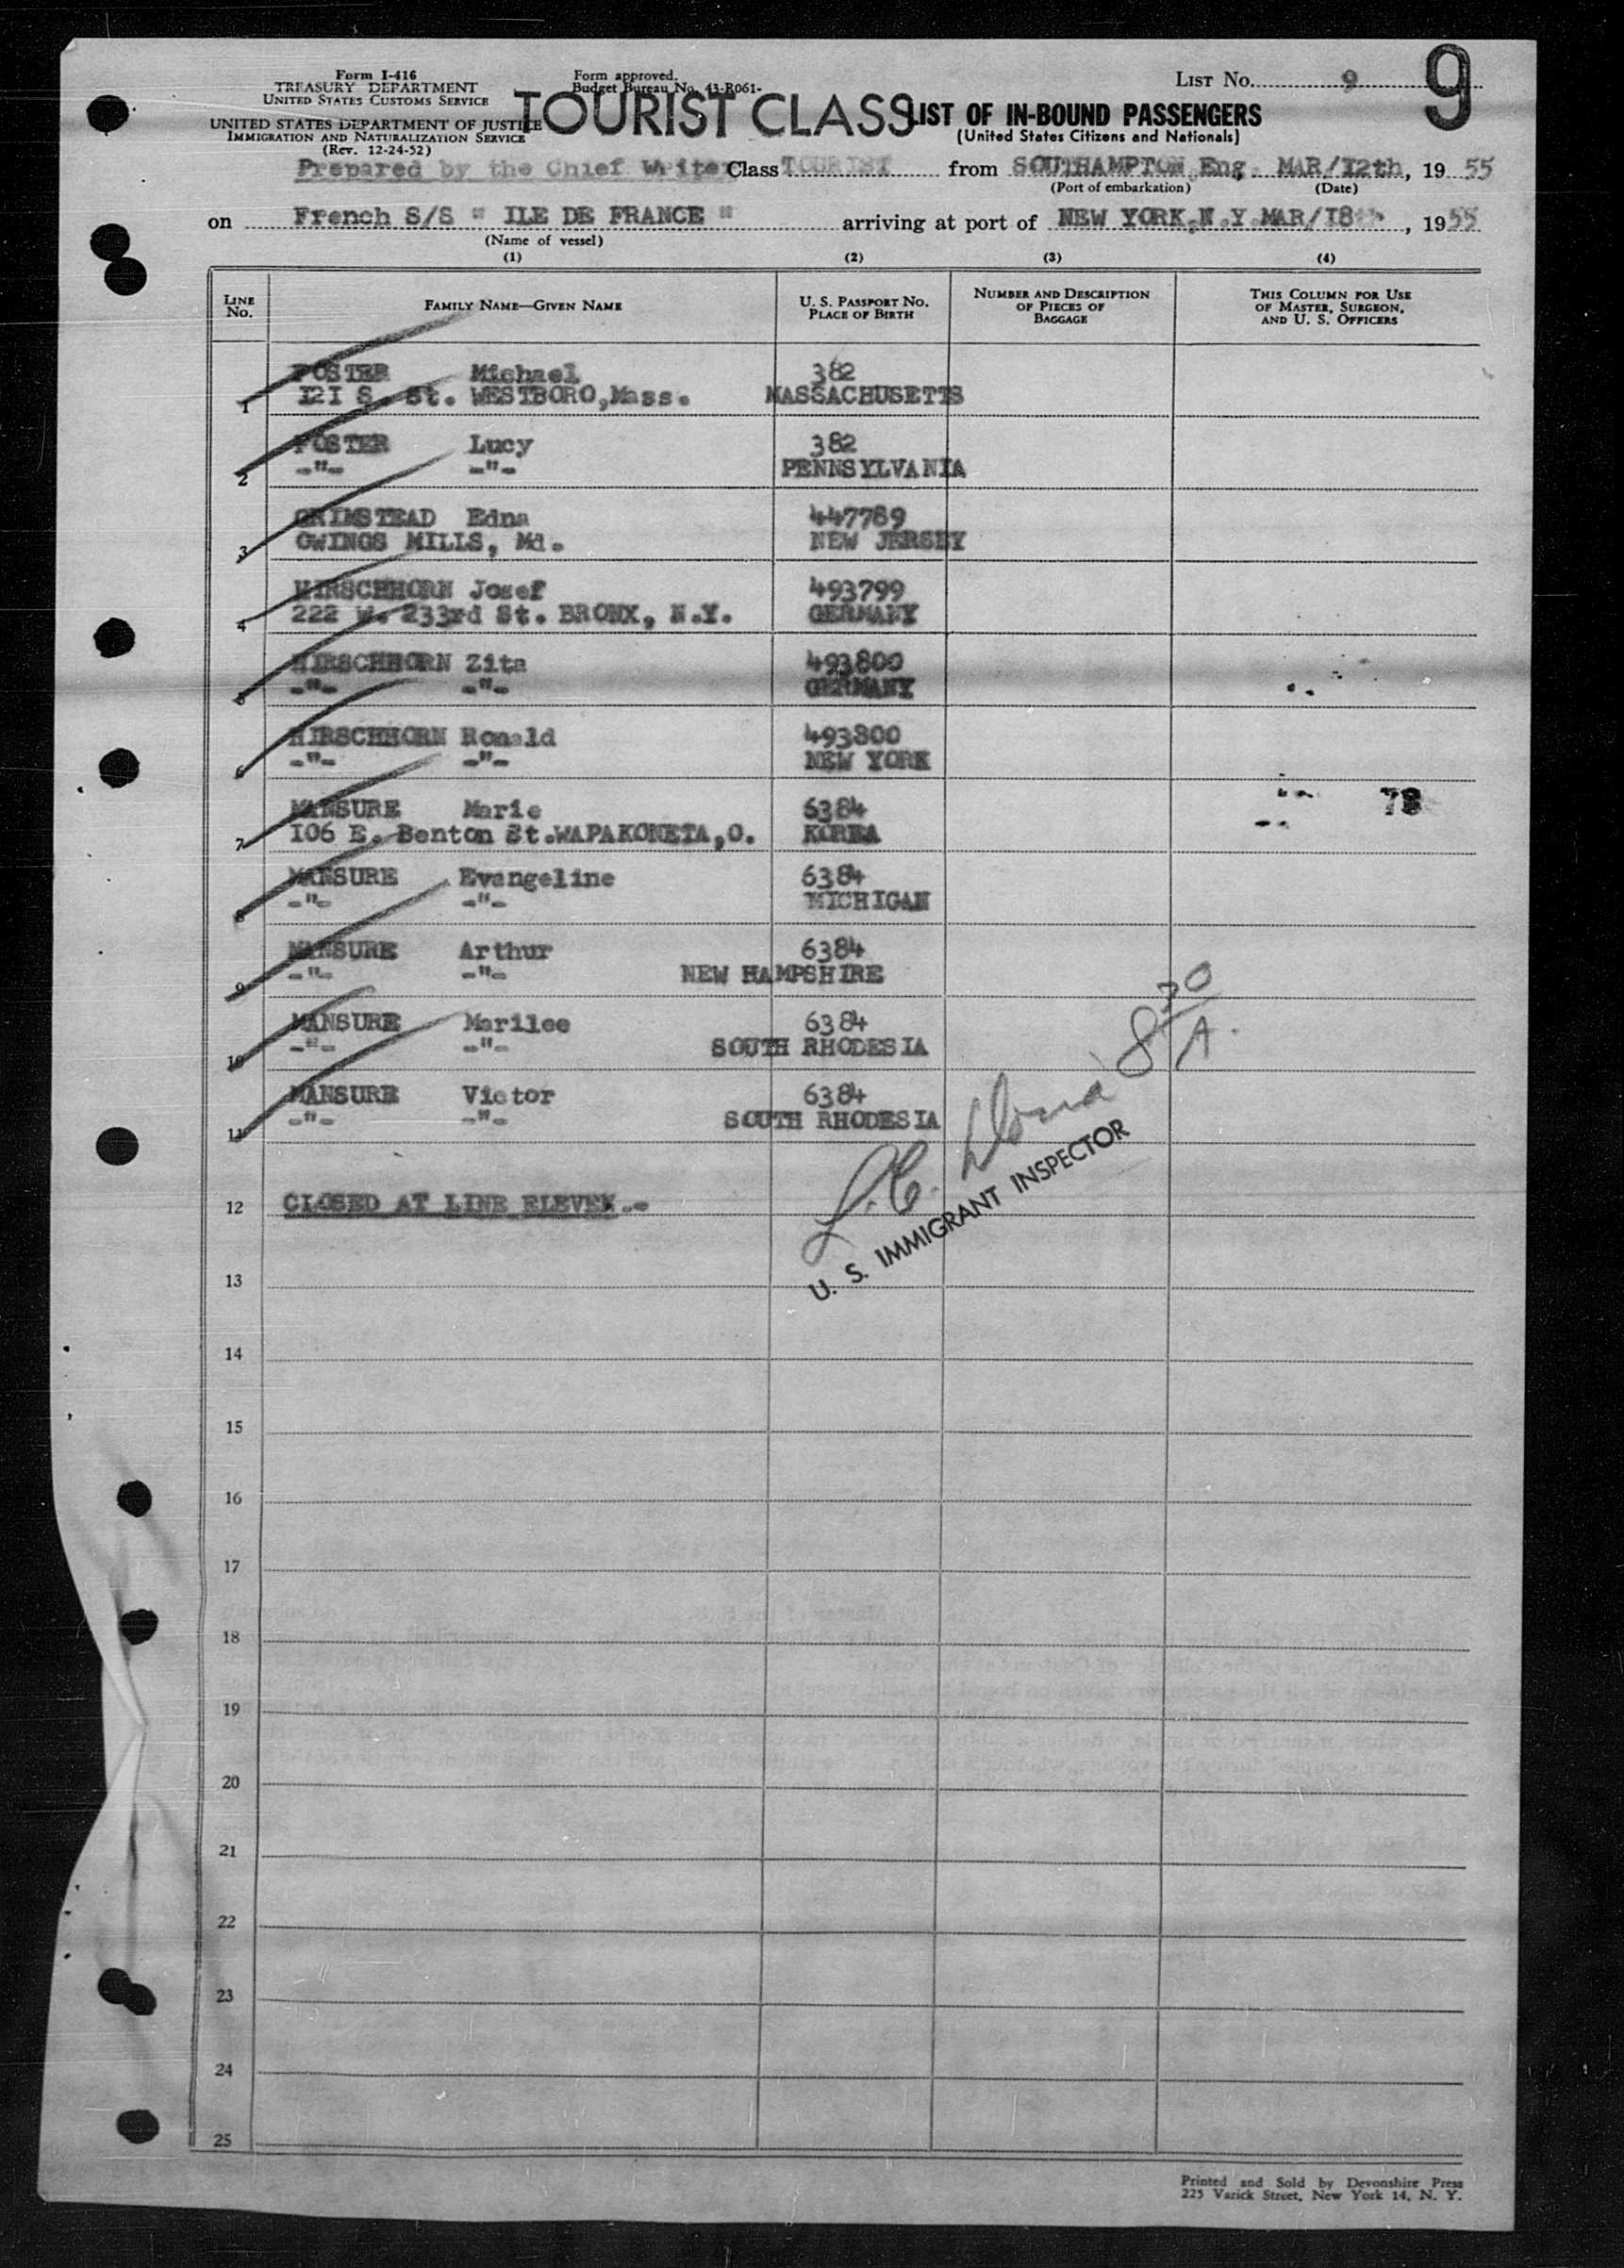 Form I-416
TREASURY DEPARTMENT
UNITED STATES CUSTOMS SERVICE
UNITED STATES DEPARTMENT OF JUSTICE
IMMIGRATION AND NATURALIZATION SERVICE
(Rev. 12-24-52)
Form approved.
Budget Bureau No. 43-R061-
TOURIST CLASS
LIST No. 9
9
LIST OF IN-BOUND PASSENGERS
(United States Citizens and Nationals)
Prepared by the Chief Writer Class TOURIST from SOUTHAMPTON, Eng. MAR/12th, 19 55
(Port of embarkation) (Date)
on French S/S " ILE DE FRANCE " arriving at port of NEW YORK, N.Y. MAR/18th, 1955
(Name of vessel)
(1) (2) (3) (4)
LINE No. FAMILY NAME—GIVEN NAME U. S. PASSPORT No. PLACE OF BIRTH NUMBER AND DESCRIPTION OF PIECES OF BAGGAGE THIS COLUMN FOR USE OF MASTER, SURGEON, AND U. S. OFFICERS
FOSTER Michael 382
1 121 S. St. WESTBORO, Mass. MASSACHUSETTS
FOSTER Lucy 382
2 -"- -"- PENNSYLVANIA
GRIMSTEAD Edna 447789
3 OWINGS MILLS, Md. NEW JERSEY
HIRSCHHORN Josef 493799
4 222 W. 233rd St. BRONX, N.Y. GERMANY
HIRSCHHORN Zita 493800
5 -"- -"- GERMANY
HIRSCHHORN Ronald 493800
6 -"- -"- NEW YORK
MANSURE Marie 6384
7 106 E. Benton St. WAPAKONETA, O. KOREA
78
MANSURE Evangeline 6384
8 -"- -"- MICHIGAN
MANSURE Arthur 6384
9 -"- -"- NEW HAMPSHIRE
MANSURE Marilee 6384
10 -"- -"- SOUTH RHODESIA
MANSURE Victor 6384
11 -"- -"- SOUTH RHODESIA
830/A.
U. S. IMMIGRANT INSPECTOR
12 CLOSED AT LINE ELEVEN.-
13
14
15
16
17
18
19
20
21
22
23
24
25
Printed and Sold by Devonshire Press
225 Varick Street, New York 14, N. Y.